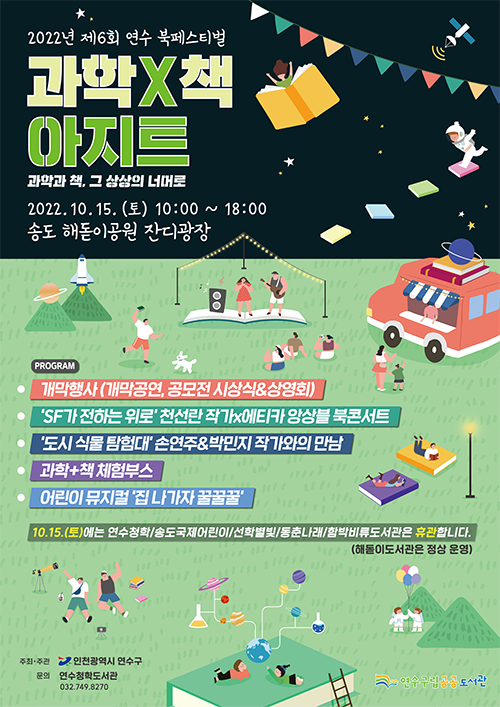 2022년 제6회 연수 북페스티벌
과학X책
아지트
과학과 책, 그 상상의 너머로
2022. 10. 15. (토) 10:00 ~ 18:00
송도 해돋이공원 잔디광장
PROGRAM
개막행사 (개막공연, 공모전 시상식&상영회)
'SF가 전하는 위로' 천선란 작가x에티카 앙상블 북콘서트
'도시 식물 탐험대' 손연주&박민지 작가와의 만남
과학+책 체험부스
어린이 뮤지컬 '집 나가자 꿀꿀꿀'
10.15.(토)에는 연수청학/송도국제어린이/선학별빛/동춘나래/함박비류도서관은 휴관합니다.
(해돋이도서관은 정상 운영)
주최·주관 인천광역시 연수구
문의 연수청학도서관
032.749.8270
연수구립공공도서관